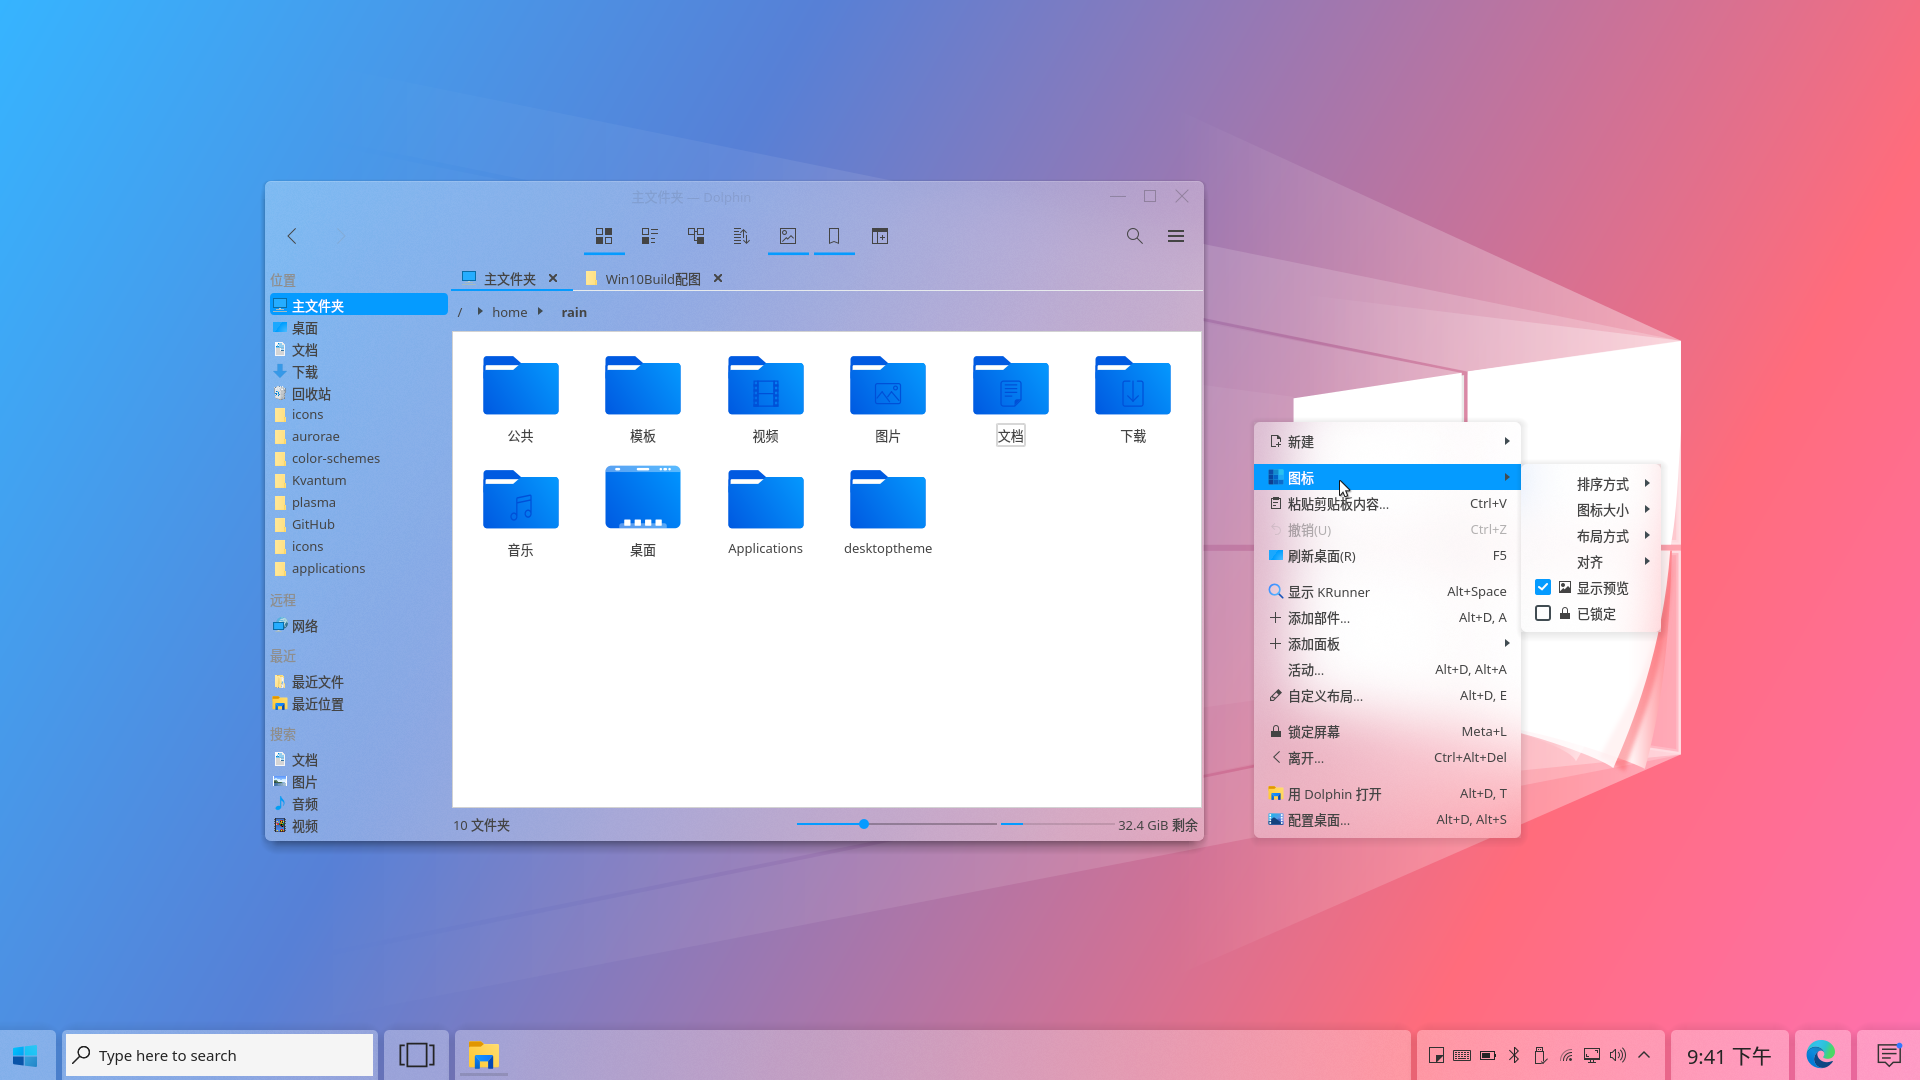 主文件夹 — Dolphin
位置
主文件夹
桌面
文档
下载
回收站
icons
aurorae
color-schemes
Kvantum
plasma
GitHub
icons
applications
远程
网络
最近
最近文件
最近位置
搜索
文档
图片
音频
视频
主文件夹
Win10Build配图
/ home rain
公共
模板
视频
图片
文档
下载
音乐
桌面
Applications
desktoptheme
10 文件夹
32.4 GiB 剩余
新建
图标
粘贴剪贴板内容... Ctrl+V
撤销(U) Ctrl+Z
刷新桌面(R) F5
显示 KRunner Alt+Space
添加部件... Alt+D, A
添加面板
活动... Alt+D, Alt+A
自定义布局... Alt+D, E
锁定屏幕 Meta+L
离开... Ctrl+Alt+Del
用 Dolphin 打开 Alt+D, T
配置桌面... Alt+D, Alt+S
排序方式
图标大小
布局方式
对齐
显示预览
已锁定
Type here to search
9:41 下午